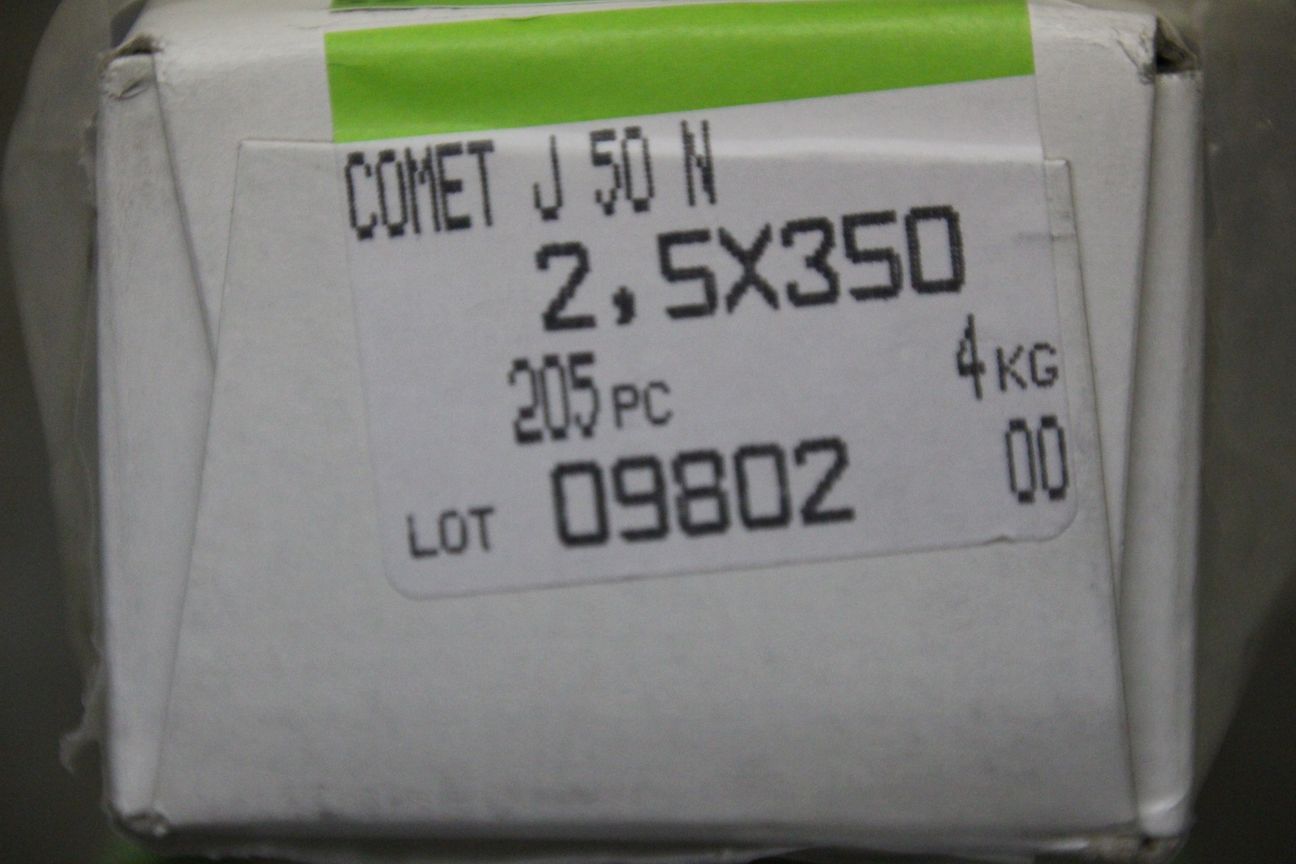 COMET J 50 N
2,5X350
205 PC 4 KG
LOT 09802 00